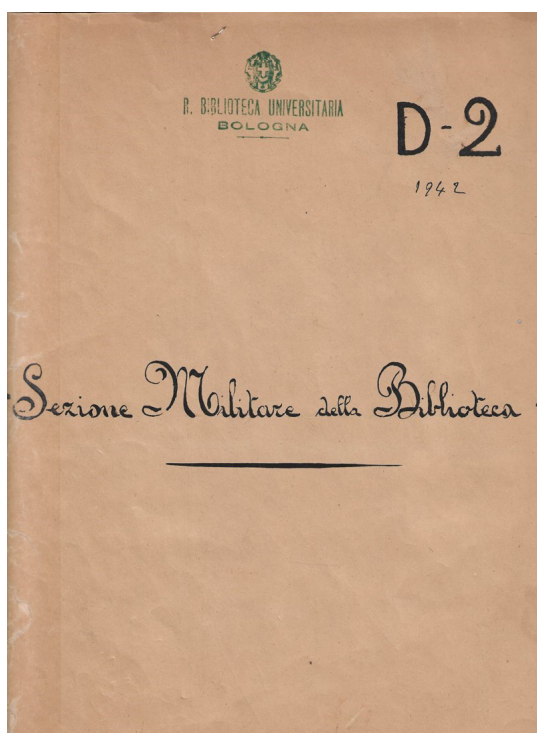 R. BIBLIOTECA UNIVERSITARIA
BOLOGNA
D-2
1942
Sezione Militare della Biblioteca